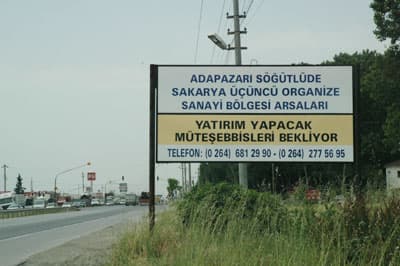 ADAPAZARI SÖĞÜTLÜDE
SAKARYA ÜÇÜNCÜ ORGANİZE
SANAYİ BÖLGESİ ARSALARI
YATIRIM YAPACAK
MÜTEŞEBBİSLERİ BEKLİYOR
TELEFON: (0 264) 681 29 90 - (0 264) 277 56 95